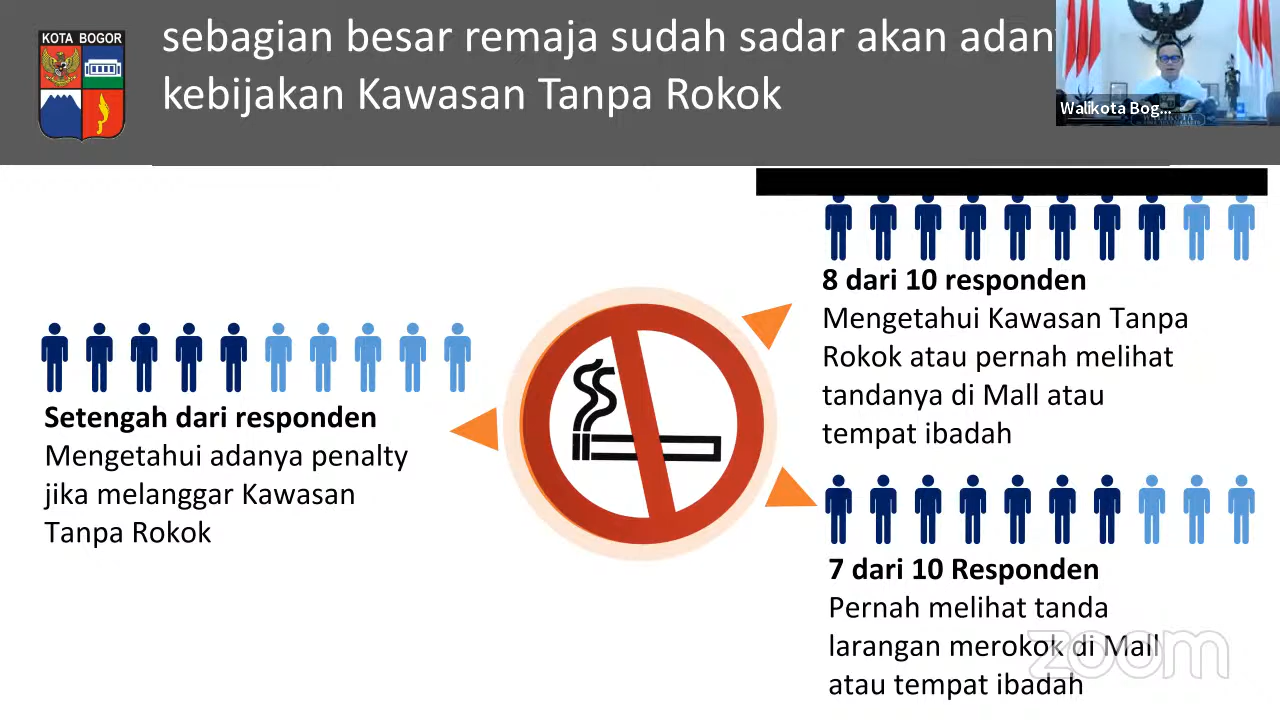 KOTA BOGOR
sebagian besar remaja sudah sadar akan
kebijakan Kawasan Tanpa Rokok
Walikota Bog...
8 dari 10 responden
Mengetahui Kawasan Tanpa
Rokok atau pernah melihat
tandanya di Mall atau
tempat ibadah
Setengah dari responden
Mengetahui adanya penalty
jika melanggar Kawasan
Tanpa Rokok
7 dari 10 Responden
Pernah melihat tanda
larangan merokok di Mall
atau tempat ibadah
zoom